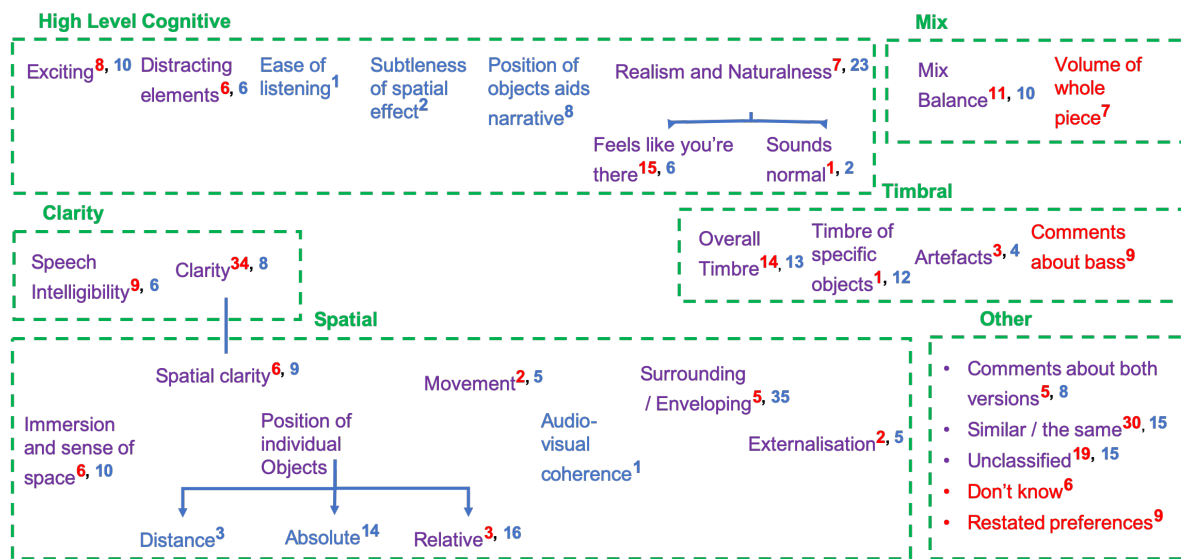 High Level Cognitive
Exciting8, 10
Distracting
elements6, 6
Ease of
listening1
Subtleness
of spatial
effect2
Position of
objects aids
narrative8
Realism and Naturalness7, 23
Feels like you're
there15, 6
Sounds
normal1, 2
Mix
Mix
Balance11, 10
Volume of
whole
piece7
Clarity
Speech
Intelligibility9, 6
Clarity34, 8
Timbral
Overall
Timbre14, 13
Timbre of
specific
objects1, 12
Artefacts3, 4
Comments
about bass9
Spatial
Spatial clarity6, 9
Movement2, 5
Surrounding
/ Enveloping5, 35
Immersion
and sense of
space6, 10
Position of
individual
Objects
Audio-
visual
coherence1
Externalisation2, 5
Distance3
Absolute14
Relative3, 16
Other
• Comments about both
versions5, 8
• Similar / the same30, 15
• Unclassified19, 15
• Don't know6
• Restated preferences9